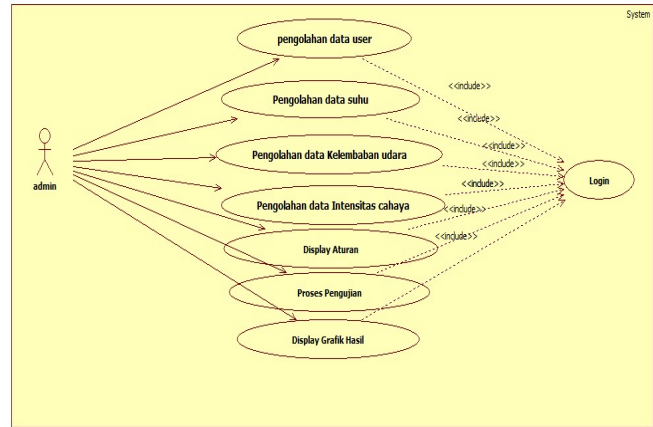 System
pengolahan data user
<<include>>
Pengolahan data suhu
<<include>>
<<include>>
Pengolahan data Kelembaban udara
<<include>>
admin
Login
Pengolahan data Intensitas cahaya
<<include>>
<<include>>
Display Aturan
Proses Pengujian
Display Grafik Hasil